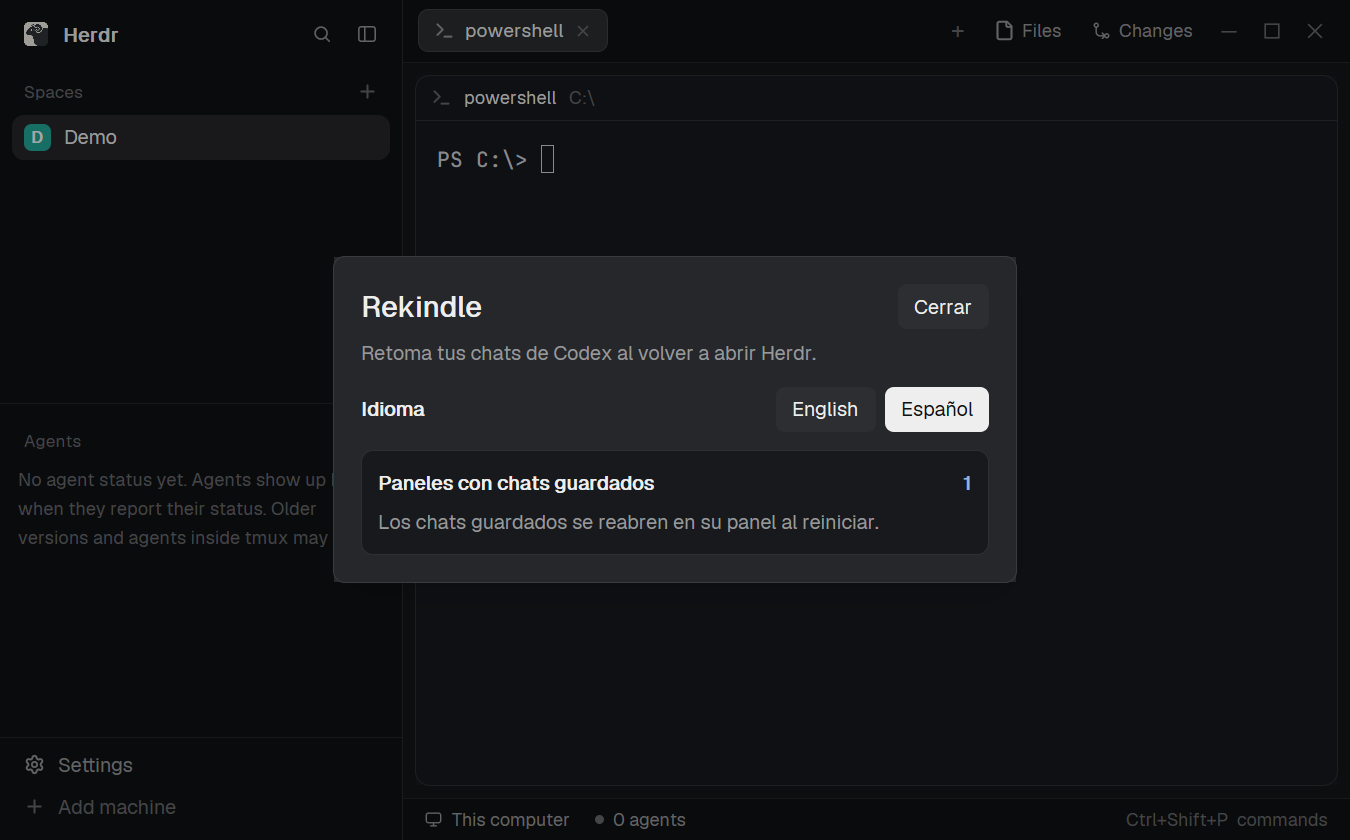 Herdr
Spaces
D Demo
Agents
No agent status yet. Agents show up
when they report their status. Older
versions and agents inside tmux may
Settings
Add machine
powershell
Files
Changes
powershell C:\
PS C:\>
Rekindle
Cerrar
Retoma tus chats de Codex al volver a abrir Herdr.
Idioma
English
Español
Paneles con chats guardados
1
Los chats guardados se reabren en su panel al reiniciar.
This computer
0 agents
Ctrl+Shift+P commands